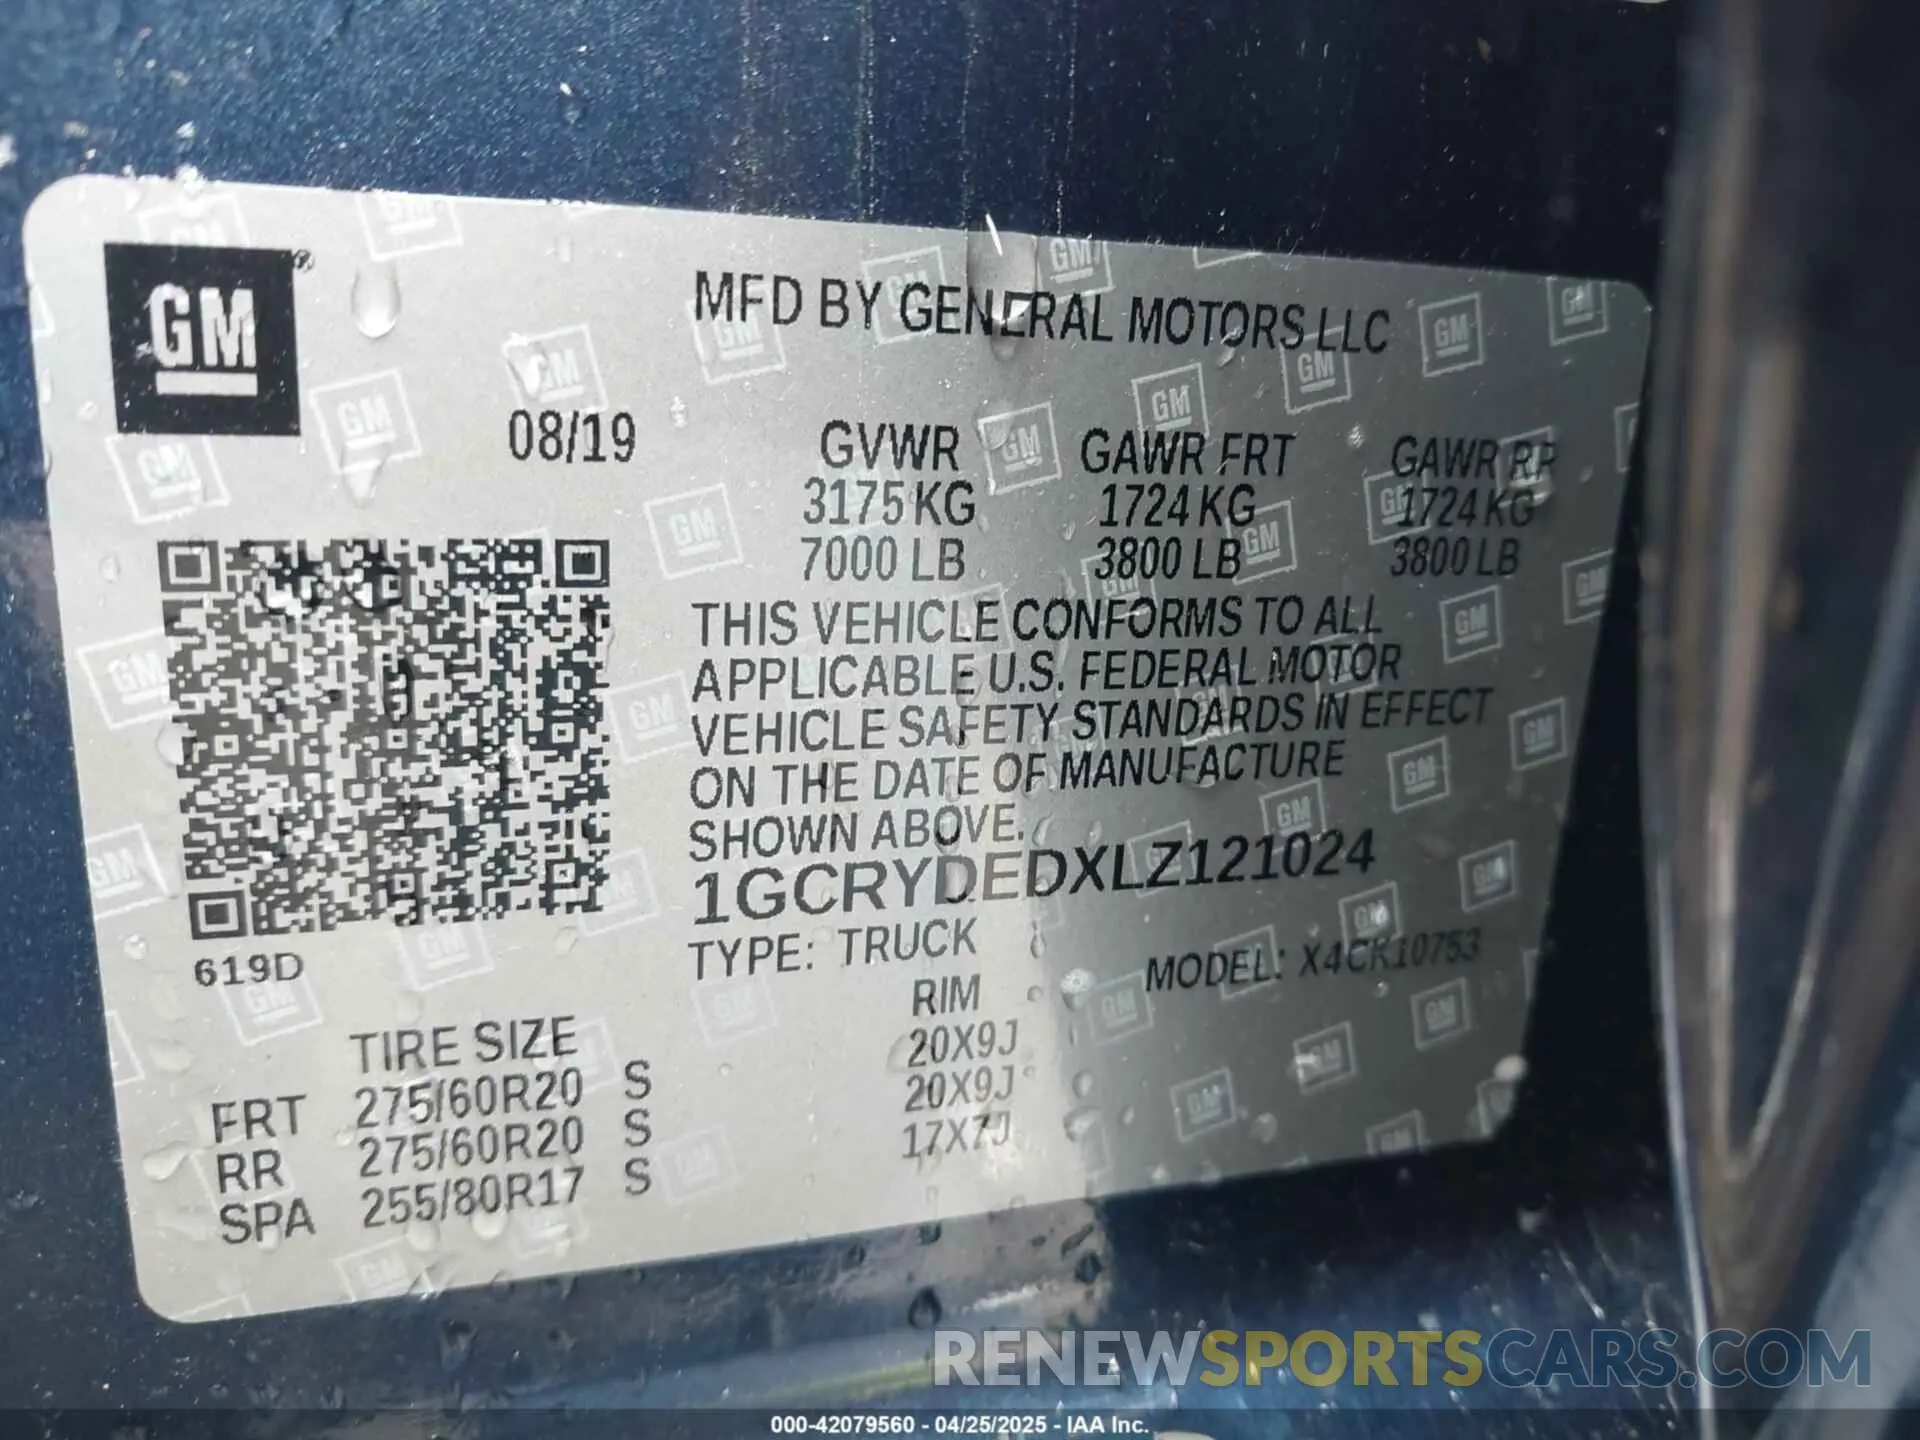 GM
MFD BY GENERAL MOTORS LLC
08/19
GVWR GAWR FRT GAWR RR
3175 KG 1724 KG 1724 KG
7000 LB 3800 LB 3800 LB
THIS VEHICLE CONFORMS TO ALL
APPLICABLE U.S. FEDERAL MOTOR
VEHICLE SAFETY STANDARDS IN EFFECT
ON THE DATE OF MANUFACTURE
SHOWN ABOVE.
1GCRYDEDXLZ121024
619D
TYPE: TRUCK MODEL: X4CK10753
TIRE SIZE RIM
FRT 275/60R20 S 20X9J
RR 275/60R20 S 20X9J
SPA 255/80R17 S 17X7J
RENEWSPORTSCARS.COM
000-42079560 - 04/25/2025 - IAA Inc.